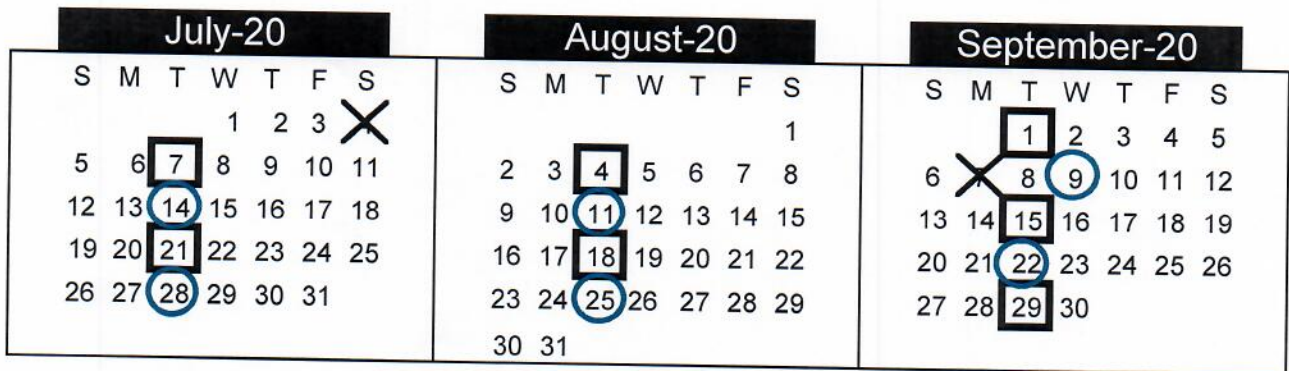 July-20
S M T W T F S
1 2 3
5 6 7 8 9 10 11
12 13 14 15 16 17 18
19 20 21 22 23 24 25
26 27 28 29 30 31
August-20
S M T W T F S
1
2 3 4 5 6 7 8
9 10 11 12 13 14 15
16 17 18 19 20 21 22
23 24 25 26 27 28 29
30 31
September-20
S M T W T F S
1 2 3 4 5
6 7 8 9 10 11 12
13 14 15 16 17 18 19
20 21 22 23 24 25 26
27 28 29 30